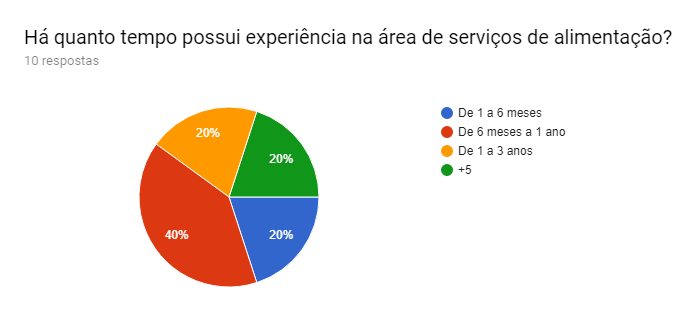 Há quanto tempo possui experiência na área de serviços de alimentação?
10 respostas
De 1 a 6 meses
De 6 meses a 1 ano
De 1 a 3 anos
+5
20%
20%
40%
20%